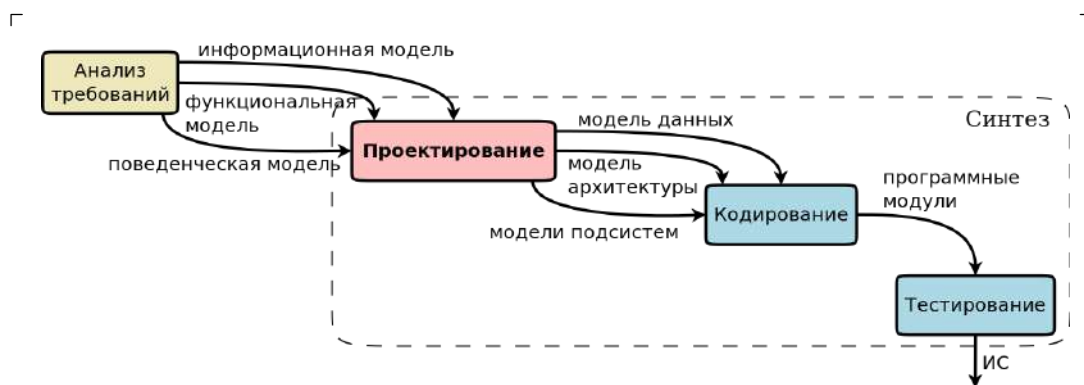 информационная модель
Анализ
требований
функциональная
модель
поведенческая модель
Синтез
Проектирование
модель данных
модель
архитектуры
модели подсистем
Кодирование
программные
модули
Тестирование
ИС